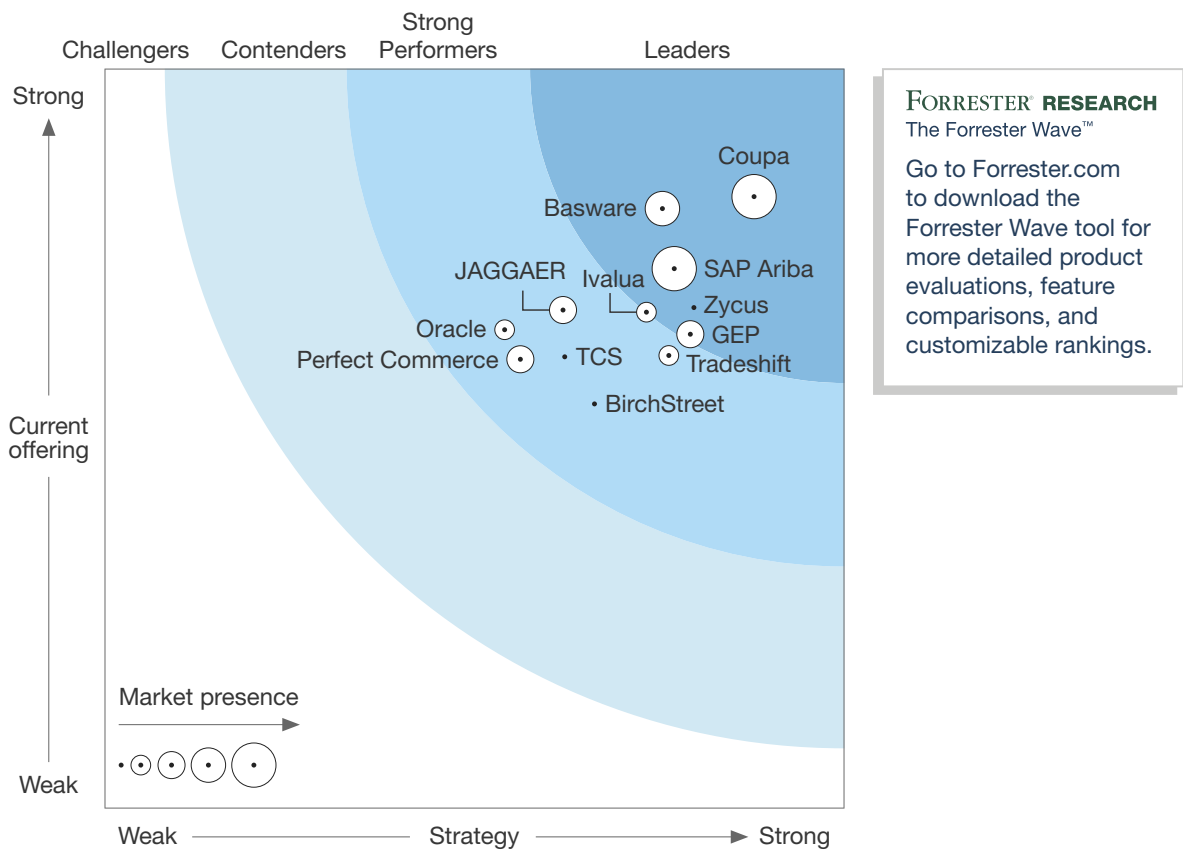 Strong
Challengers Contenders Performers Leaders
Strong
Coupa
Basware
JAGGAER
Ivalua
SAP Ariba
Zycus
Oracle
GEP
Perfect Commerce
TCS
Tradeshift
BirchStreet
Current
offering
Market presence
Weak
Weak Strategy Strong
FORRESTER® RESEARCH
The Forrester Wave™
Go to Forrester.com
to download the
Forrester Wave tool for
more detailed product
evaluations, feature
comparisons, and
customizable rankings.